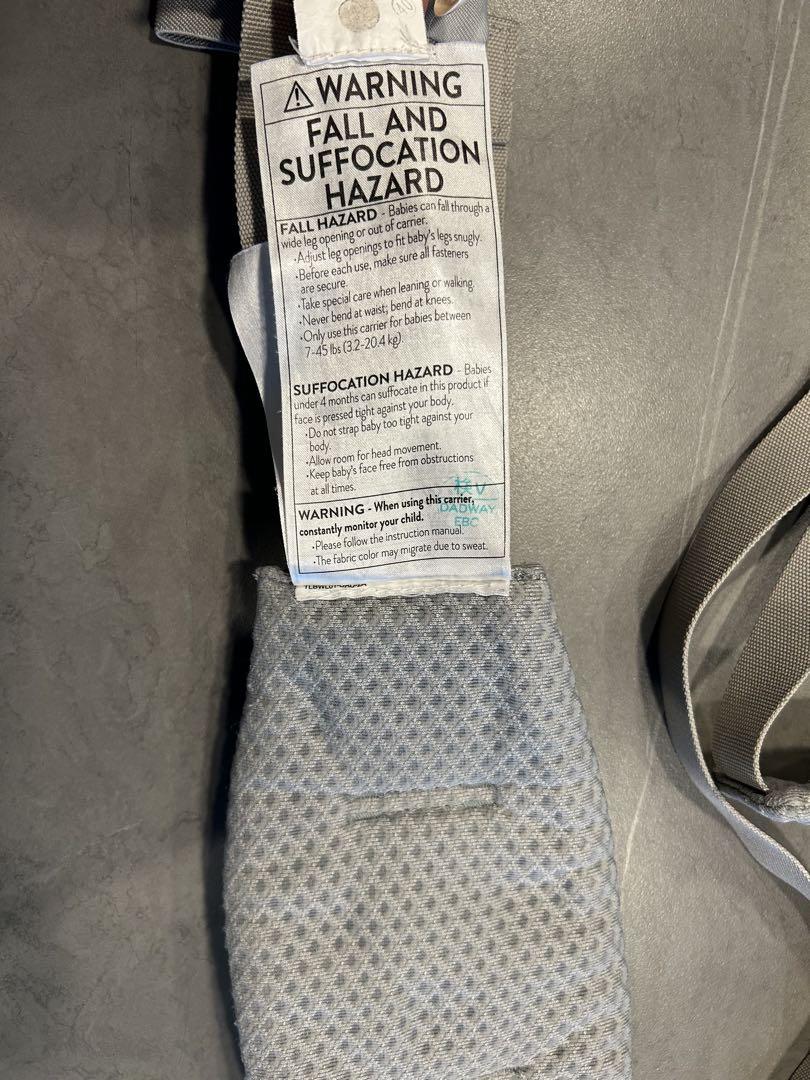 WARNING
FALL AND
SUFFOCATION
HAZARD
FALL HAZARD - Babies can fall through a
wide leg opening or out of carrier.
•Adjust leg openings to fit baby's legs snugly.
•Before each use, make sure all fasteners
are secure.
•Take special care when leaning or walking.
•Never bend at waist; bend at knees.
•Only use this carrier for babies between
7-45 lbs (3.2-20.4 kg).
SUFFOCATION HAZARD - Babies
under 4 months can suffocate in this product if
face is pressed tight against your body.
•Do not strap baby too tight against your
body.
•Allow room for head movement.
•Keep baby's face free from obstructions
at all times.
検V
DADWAY
EBC
WARNING - When using this carrier,
constantly monitor your child.
•Please follow the instruction manual.
•The fabric color may migrate due to sweat.